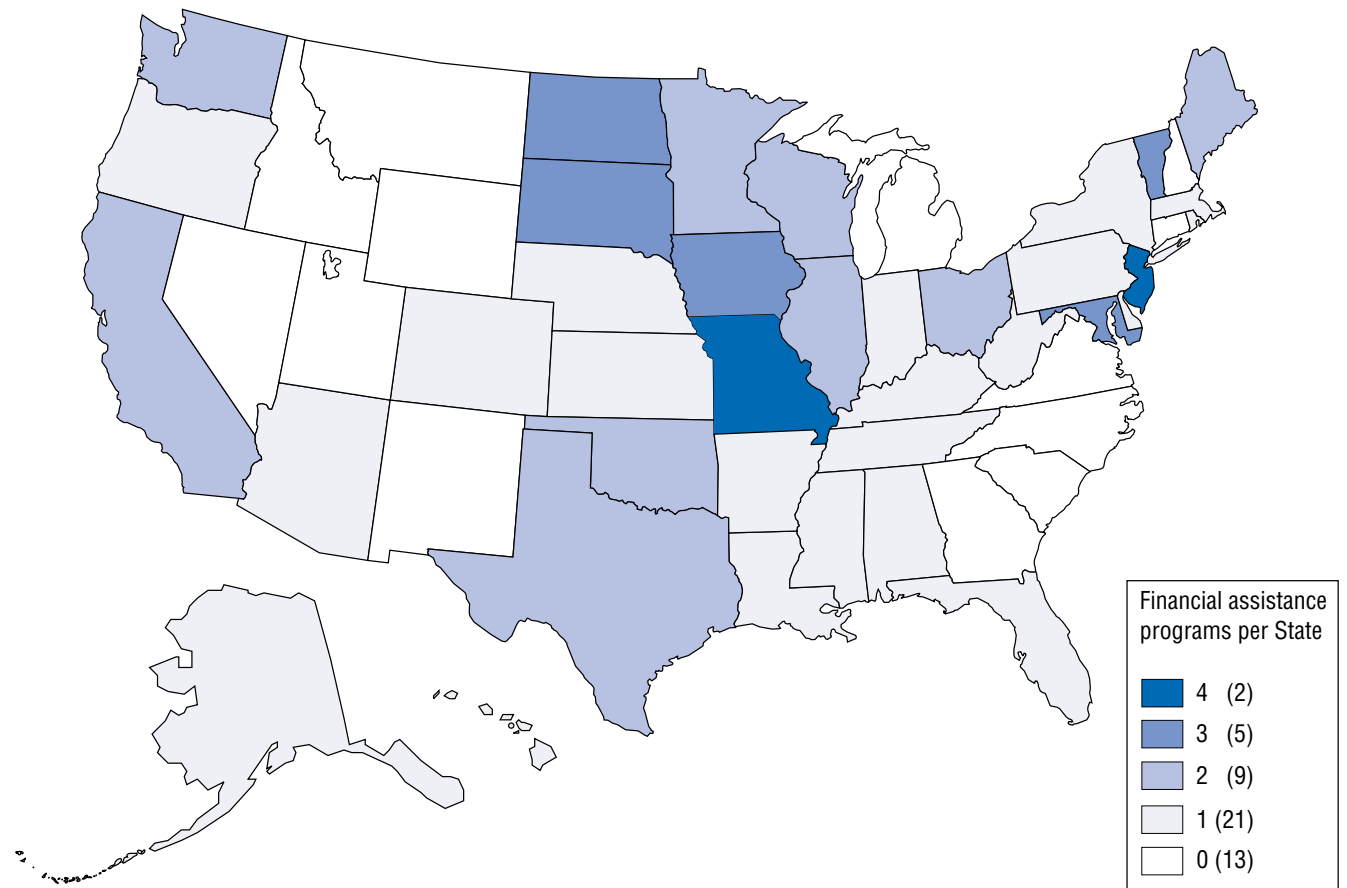 Financial assistance
programs per State
4 (2)
3 (5)
2 (9)
1 (21)
0 (13)